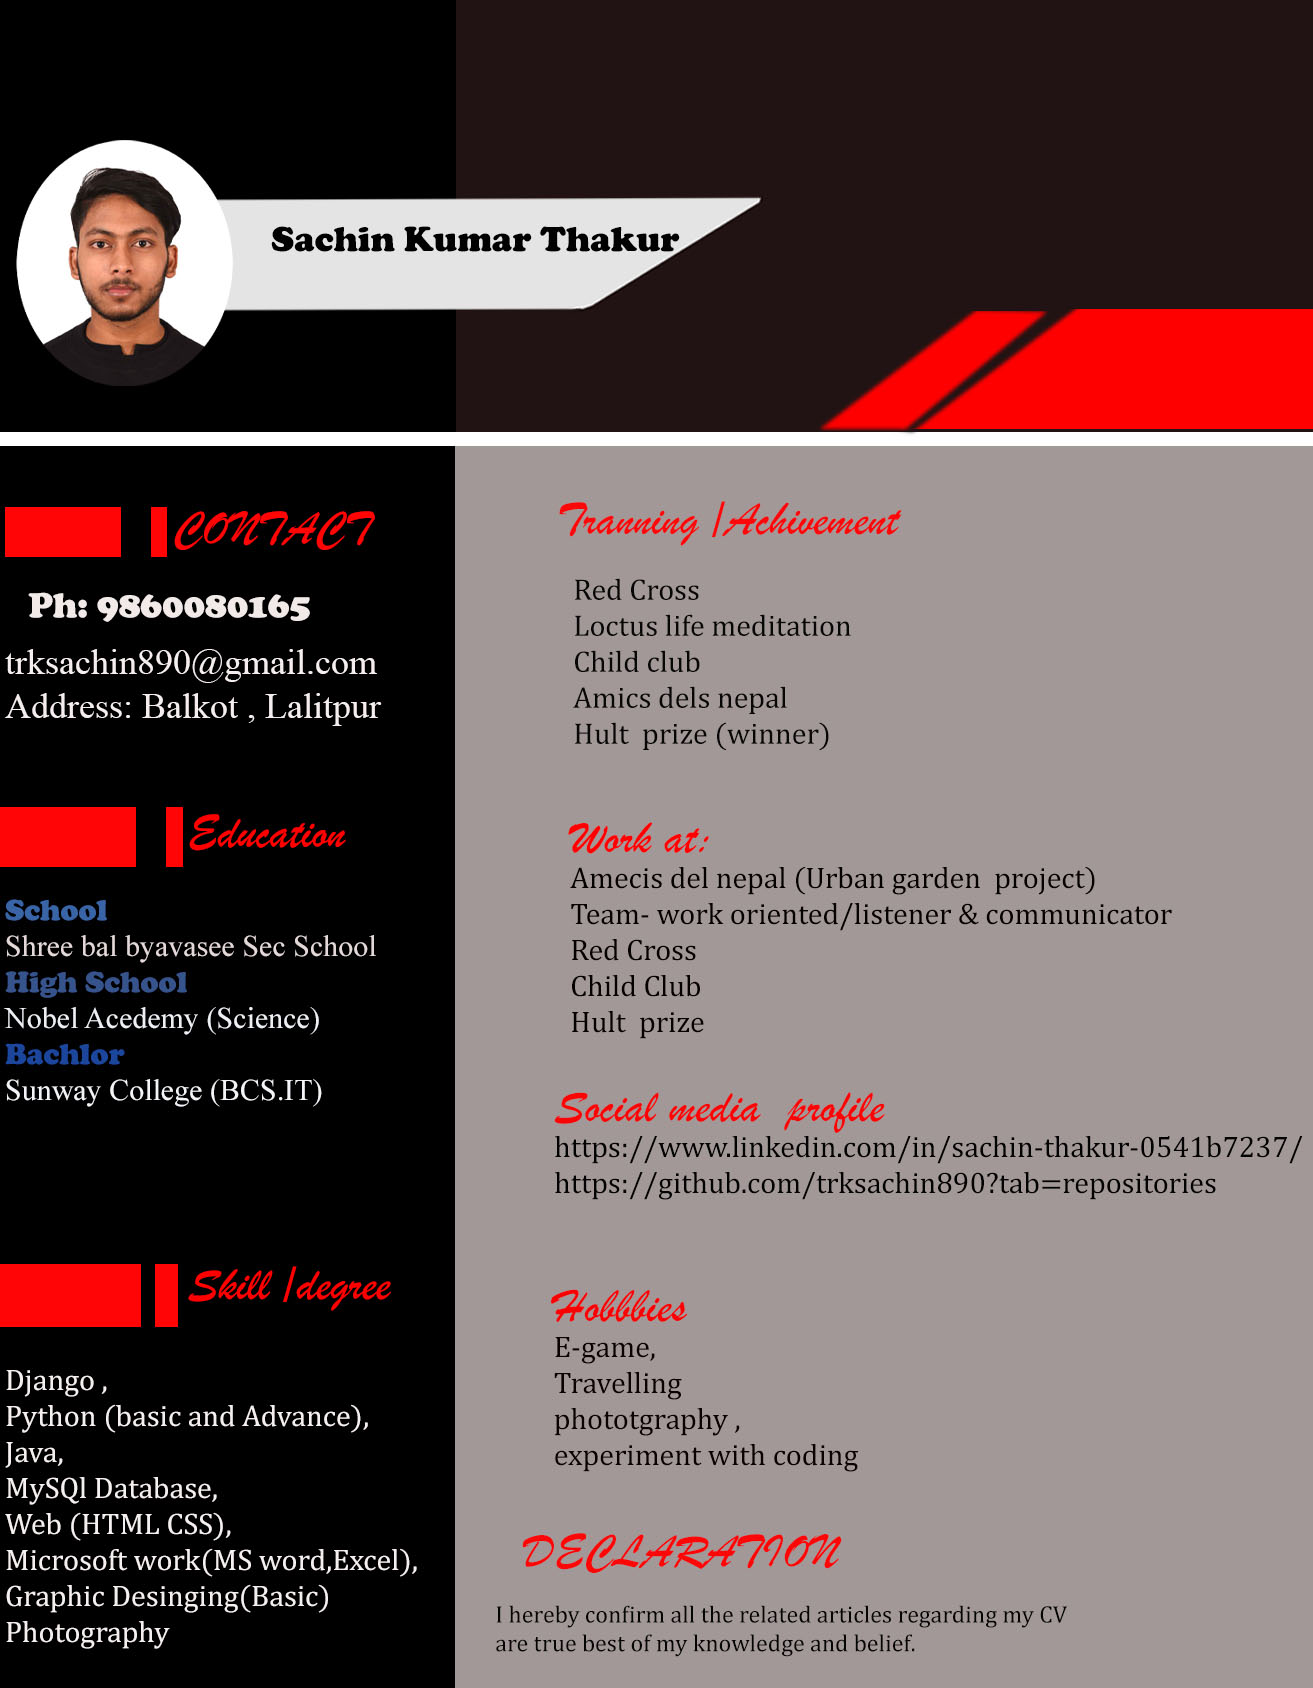 Sachin Kumar Thakur
CONTACT
Ph: 9860080165
trksachin890@gmail.com
Address: Balkot , Lalitpur
Education
School
Shree bal byavasee Sec School
High School
Nobel Acedemy (Science)
Bachlor
Sunway College (BCS.IT)
Skill /degree
Django ,
Python (basic and Advance),
Java,
MySQl Database,
Web (HTML CSS),
Microsoft work(MS word,Excel),
Graphic Desinging(Basic)
Photography
Tranning /Achivement
Red Cross
Loctus life meditation
Child club
Amics dels nepal
Hult  prize (winner)
Work at:
Amecis del nepal (Urban garden  project)
Team- work oriented/listener & communicator
Red Cross
Child Club
Hult  prize
Social media  profile
https://www.linkedin.com/in/sachin-thakur-0541b7237/
https://github.com/trksachin890?tab=repositories
Hobbbies
E-game,
Travelling
phototgraphy ,
experiment with coding
DECLARATION
I hereby confirm all the related articles regarding my CV
are true best of my knowledge and belief.